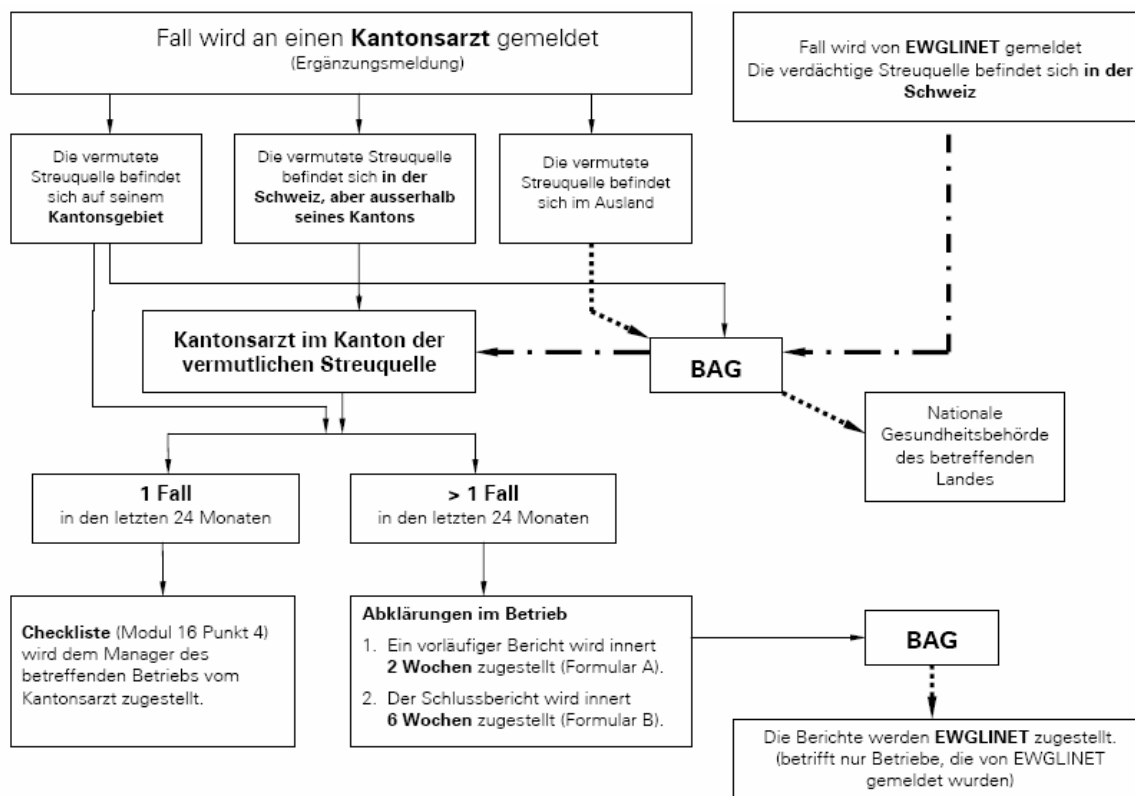 Fall wird an einen Kantonsarzt gemeldet
(Ergänzungsmeldung)
Fall wird von EWGLINET gemeldet
Die verdächtige Streuquelle befindet sich in der
Schweiz
Die vermutete
Streuquelle befindet
sich auf seinem
Kantonsgebiet
Die vermutete Streuquelle
befindet sich in der
Schweiz, aber ausserhalb
seines Kantons
Die vermutete
Streuquelle befindet
sich im Ausland
Kantonsarzt im Kanton der
vermutlichen Streuquelle
BAG
Nationale
Gesundheitsbehörde
des betreffenden
Landes
1 Fall
in den letzten 24 Monaten
> 1 Fall
in den letzten 24 Monaten
Checkliste (Modul 16 Punkt 4)
wird dem Manager des
betreffenden Betriebs vom
Kantonsarzt zugestellt.
Abklärungen im Betrieb
1. Ein vorläufiger Bericht wird innert
2 Wochen zugestellt (Formular A).
2. Der Schlussbericht wird innert
6 Wochen zugestellt (Formular B).
BAG
Die Berichte werden EWGLINET zugestellt.
(betrifft nur Betriebe, die von EWGLINET
gemeldet wurden)